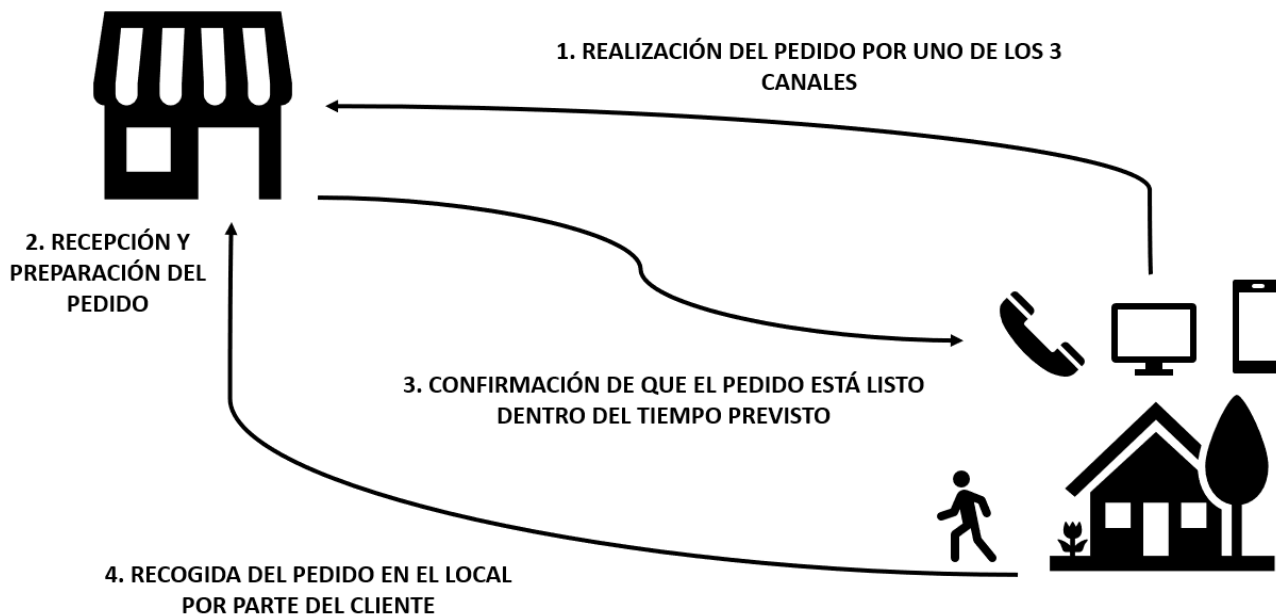 1. REALIZACIÓN DEL PEDIDO POR UNO DE LOS 3
CANALES
2. RECEPCIÓN Y
PREPARACIÓN DEL
PEDIDO
3. CONFIRMACIÓN DE QUE EL PEDIDO ESTÁ LISTO
DENTRO DEL TIEMPO PREVISTO
4. RECOGIDA DEL PEDIDO EN EL LOCAL
POR PARTE DEL CLIENTE